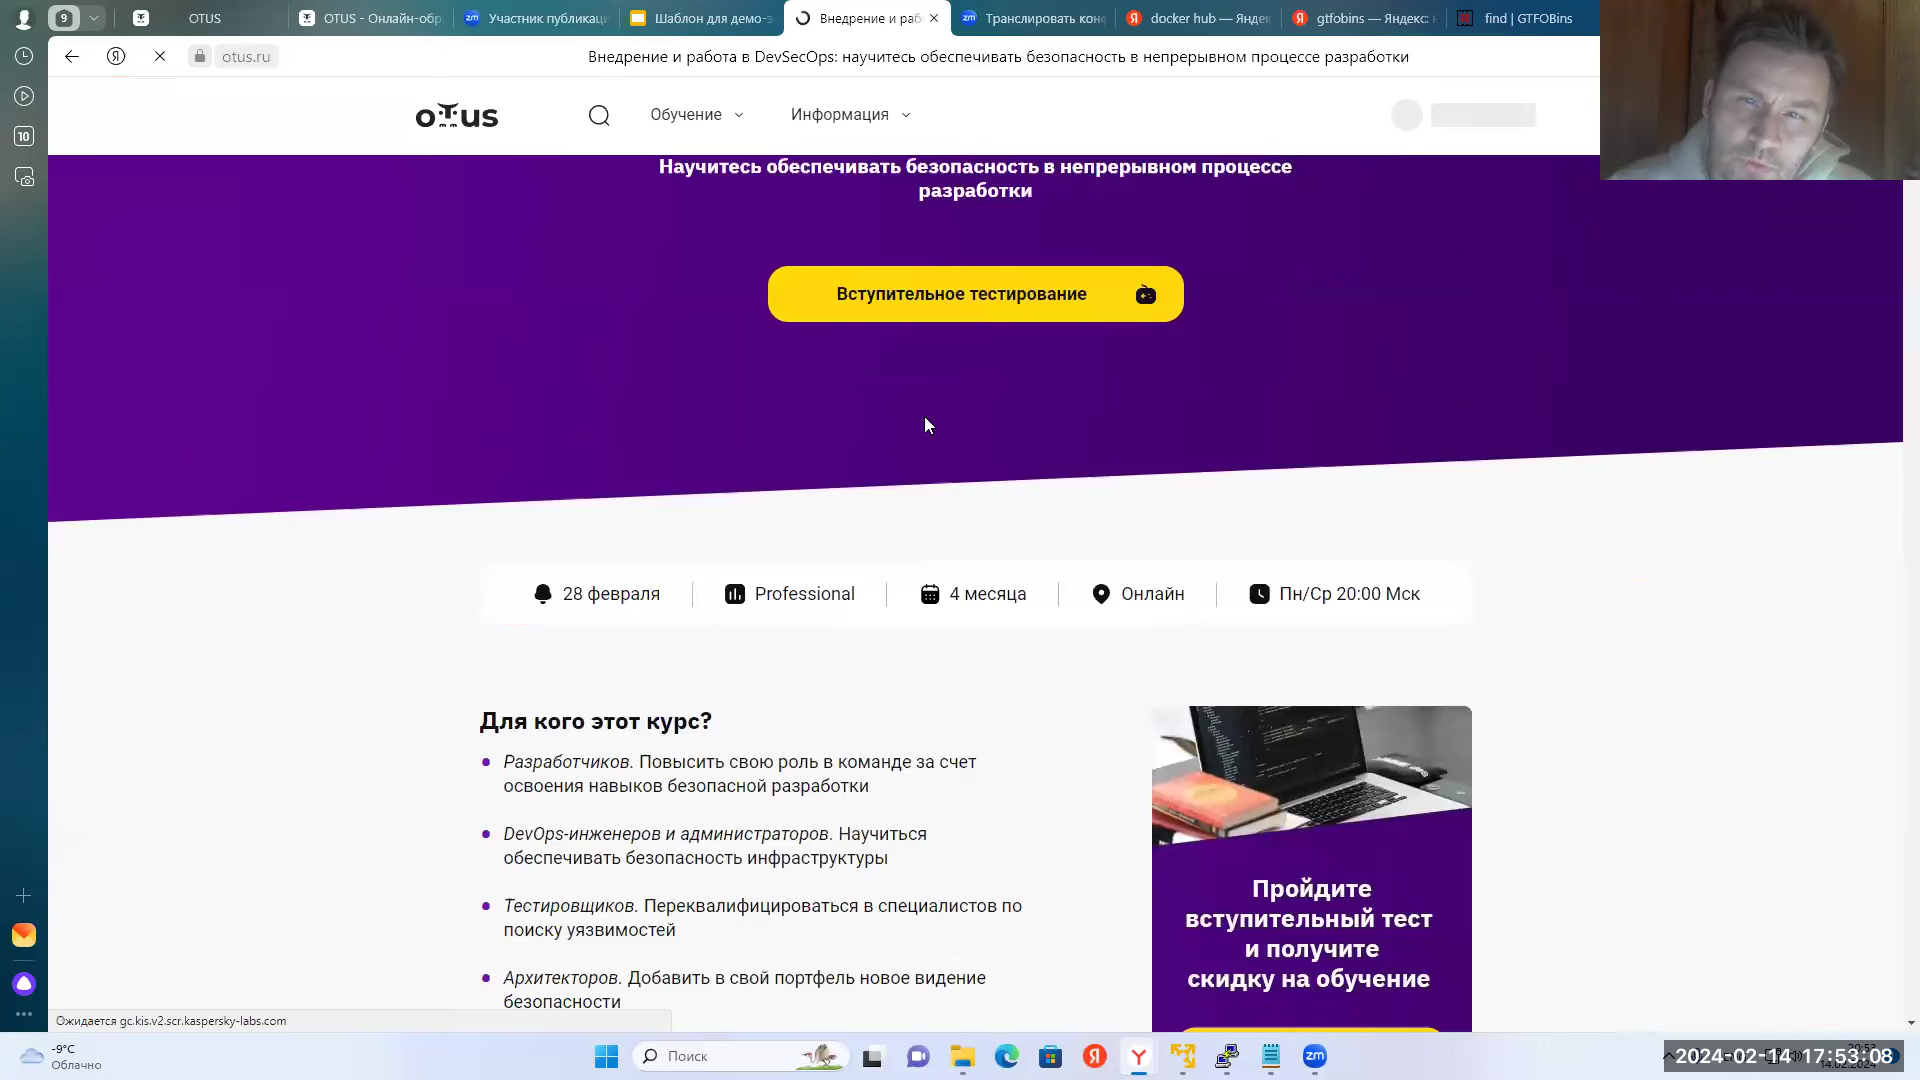 9
OTUS
OTUS - Онлайн-обр
Участник публикаци
Шаблон для демо-з
Внедрение и раб
Транслировать кон
docker hub — Яндек
gtfobins — Яндекс:
find | GTFOBins
otus.ru
Внедрение и работа в DevSecOps: научитесь обеспечивать безопасность в непрерывном процессе разработки
10
OTUS
Обучение
Информация
Научитесь обеспечивать безопасность в непрерывном процессе
разработки
Вступительное тестирование
28 февраля
Professional
4 месяца
Онлайн
Пн/Ср 20:00 Мск
Для кого этот курс?
Разработчиков. Повысить свою роль в команде за счет
освоения навыков безопасной разработки
DevOps-инженеров и администраторов. Научиться
обеспечивать безопасность инфраструктуры
Тестировщиков. Переквалифицироваться в специалистов по
поиску уязвимостей
Архитекторов. Добавить в свой портфель новое видение
безопасности
Пройдите
вступительный тест
и получите
скидку на обучение
Ожидается gc.kis.v2.scr.kaspersky-labs.com
-9°C
Облачно
Поиск
2024-02-14 17:53:08